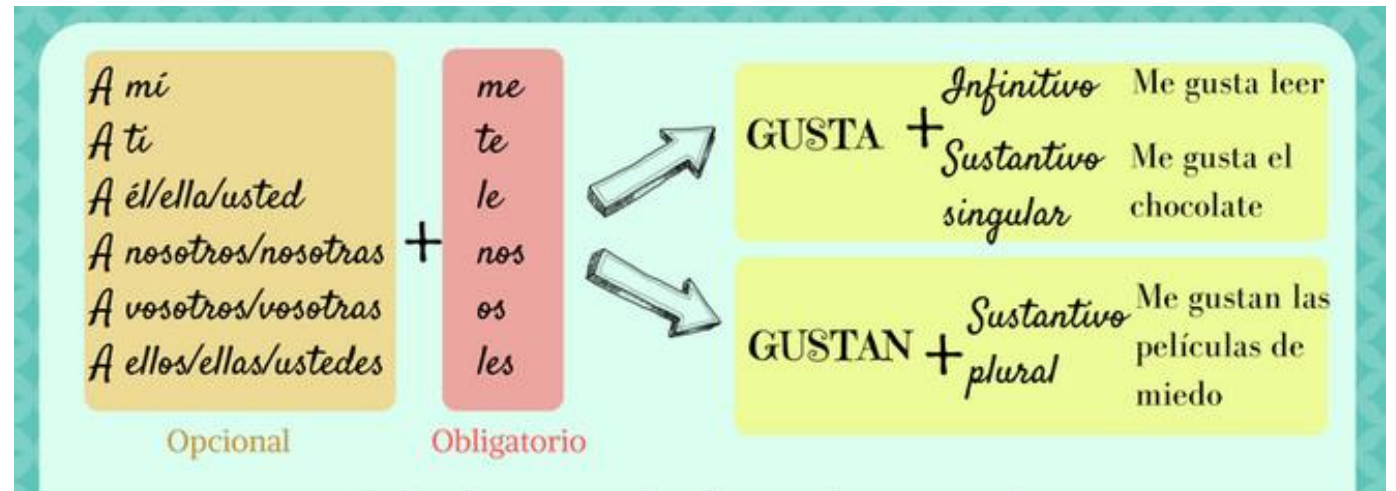 A mí
A ti
A él/ella/usted
A nosotros/nosotras
A vosotros/vosotras
A ellos/ellas/ustedes
Opcional
+
me
te
le
nos
os
les
Obligatorio
GUSTA +
Infinitivo
Me gusta leer
Sustantivo
singular
Me gusta el
chocolate
GUSTAN +
Sustantivo
plural
Me gustan las
películas de
miedo